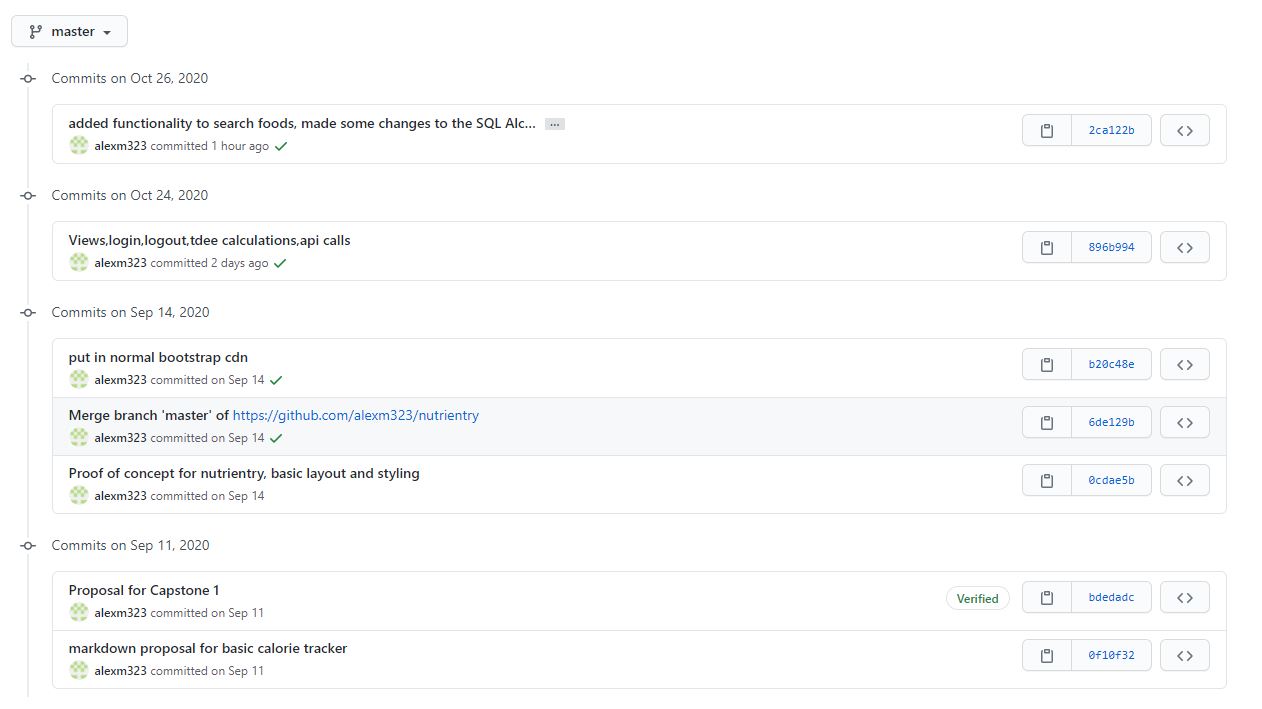 master
Commits on Oct 26, 2020
added functionality to search foods, made some changes to the SQL Alc... ...
alexm323 committed 1 hour ago
2ca122b
Commits on Oct 24, 2020
Views,login,logout,tdee calculations,api calls
alexm323 committed 2 days ago
896b994
Commits on Sep 14, 2020
put in normal bootstrap cdn
alexm323 committed on Sep 14
b20c48e
Merge branch 'master' of https://github.com/alexm323/nutrientry
alexm323 committed on Sep 14
6de129b
Proof of concept for nutrientry, basic layout and styling
alexm323 committed on Sep 14
0cdae5b
Commits on Sep 11, 2020
Proposal for Capstone 1
alexm323 committed on Sep 11
Verified
bdedadc
markdown proposal for basic calorie tracker
alexm323 committed on Sep 11
0f10f32